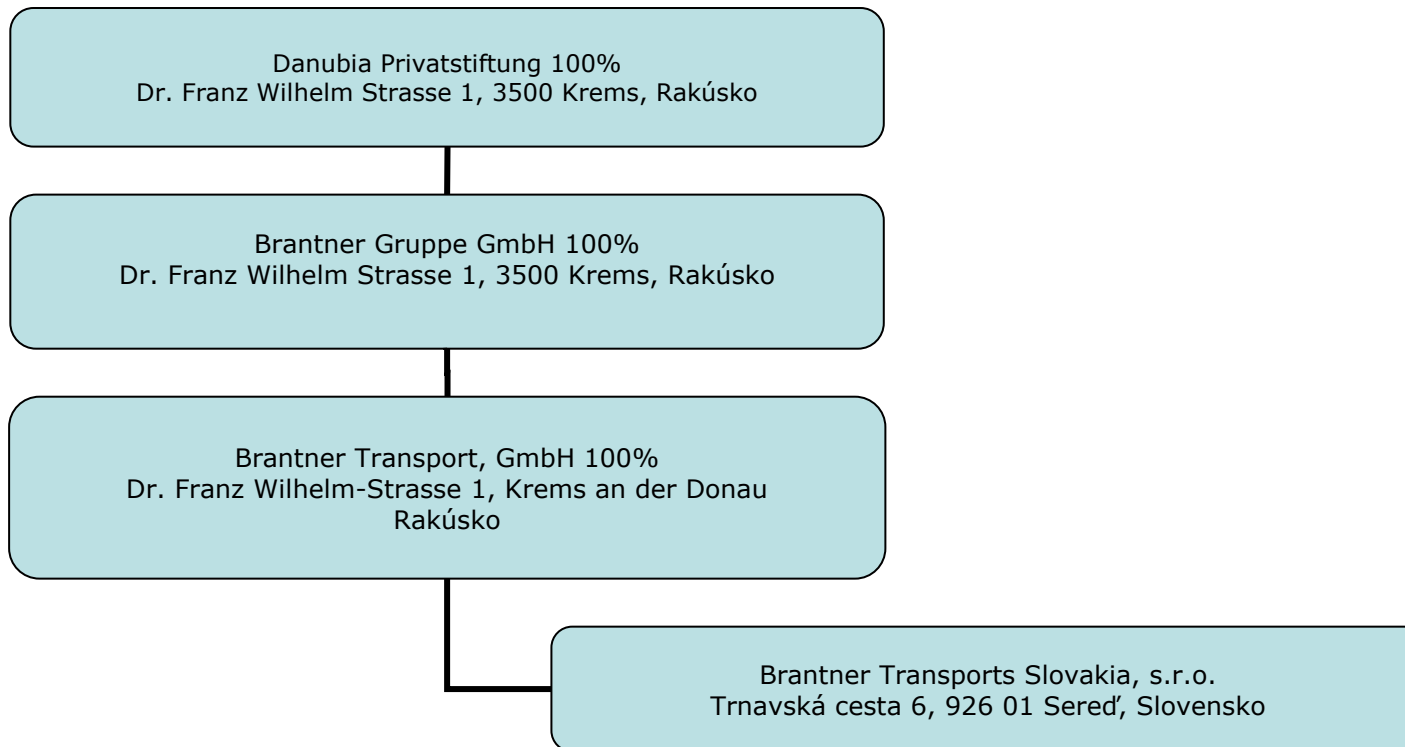 Danubia Privatstiftung 100%
Dr. Franz Wilhelm Strasse 1, 3500 Krems, Rakúsko
Brantner Gruppe GmbH 100%
Dr. Franz Wilhelm Strasse 1, 3500 Krems, Rakúsko
Brantner Transport, GmbH 100%
Dr. Franz Wilhelm-Strasse 1, Krems an der Donau
Rakúsko
Brantner Transports Slovakia, s.r.o.
Trnavská cesta 6, 926 01 Sereď, Slovensko